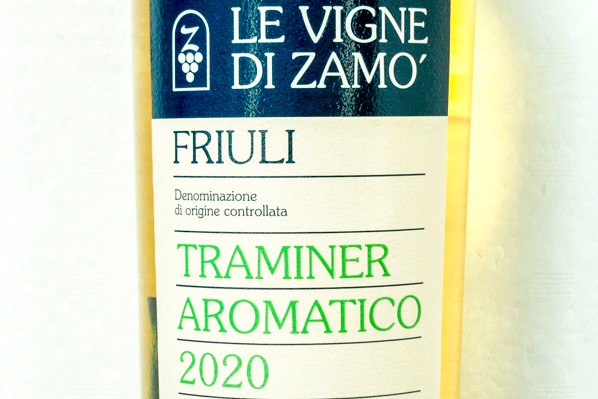 Z
LE VIGNE
DI ZAMO´
FRIULI
Denominazione
di origine controllata
TRAMINER
AROMATICO
2020